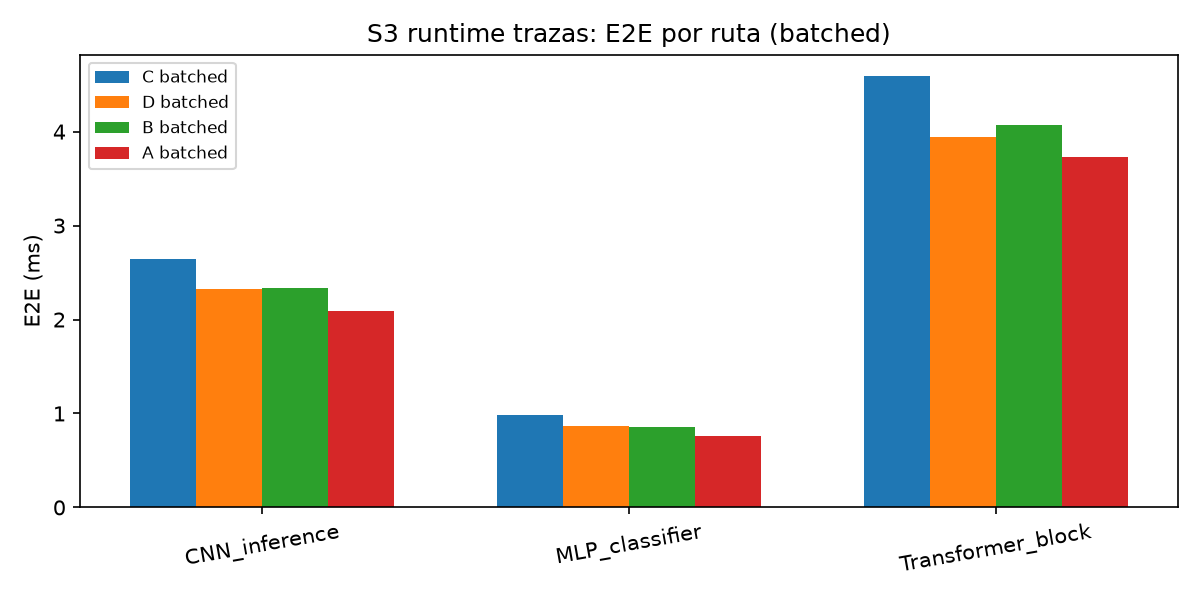 S3 runtime trazas: E2E por ruta (batched)
C batched
D batched
B batched
A batched
E2E (ms)
4
3
2
1
0
CNN_inference
MLP_classifier
Transformer_block